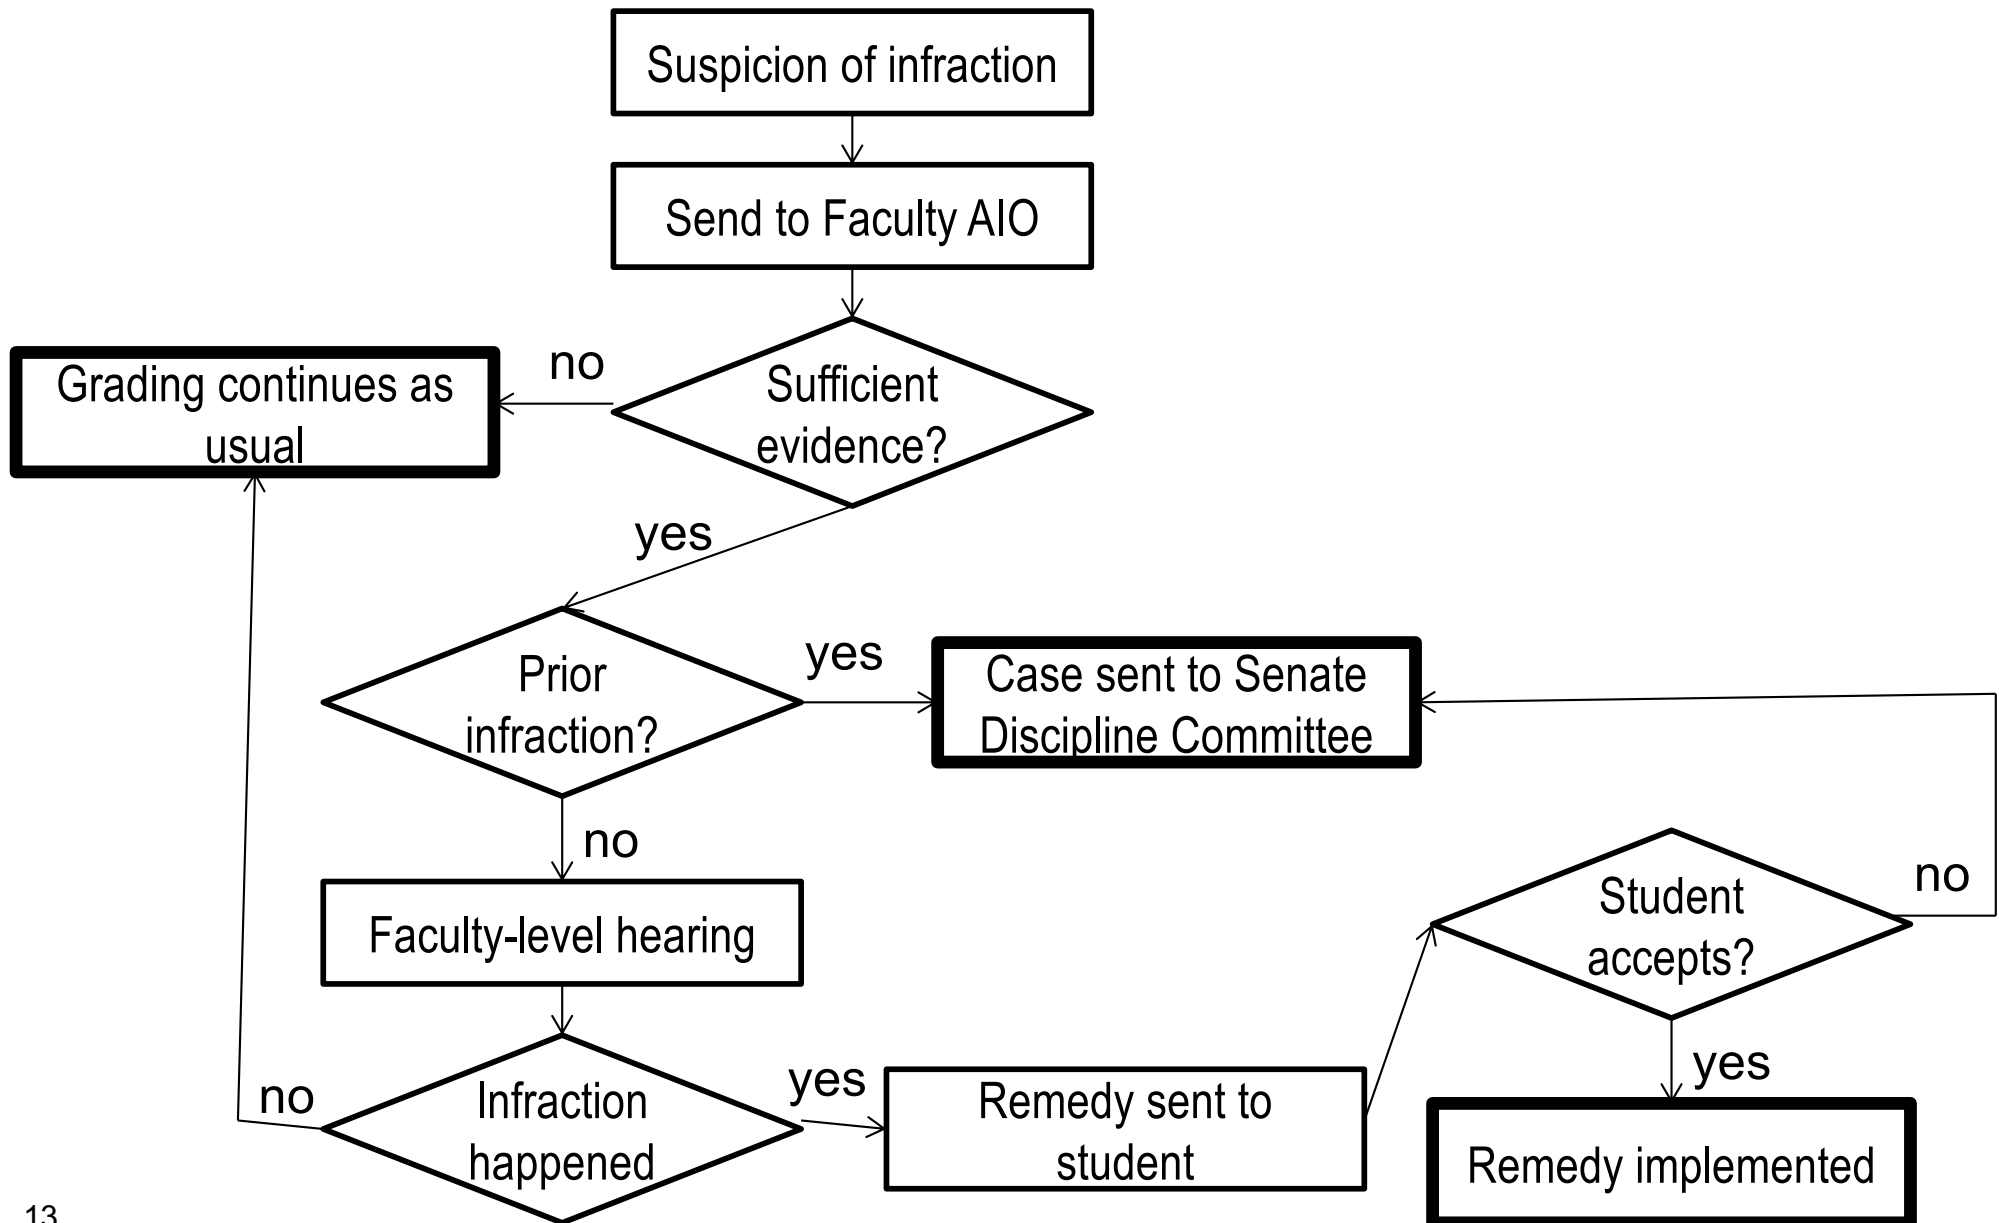 Suspicion of infraction
Send to Faculty AIO
no
Grading continues as
usual
Sufficient
evidence?
yes
Prior
infraction?
yes
Case sent to Senate
Discipline Committee
no
Faculty-level hearing
Student
accepts?
no
yes
Infraction
happened
no
yes
Remedy sent to
student
Remedy implemented
13